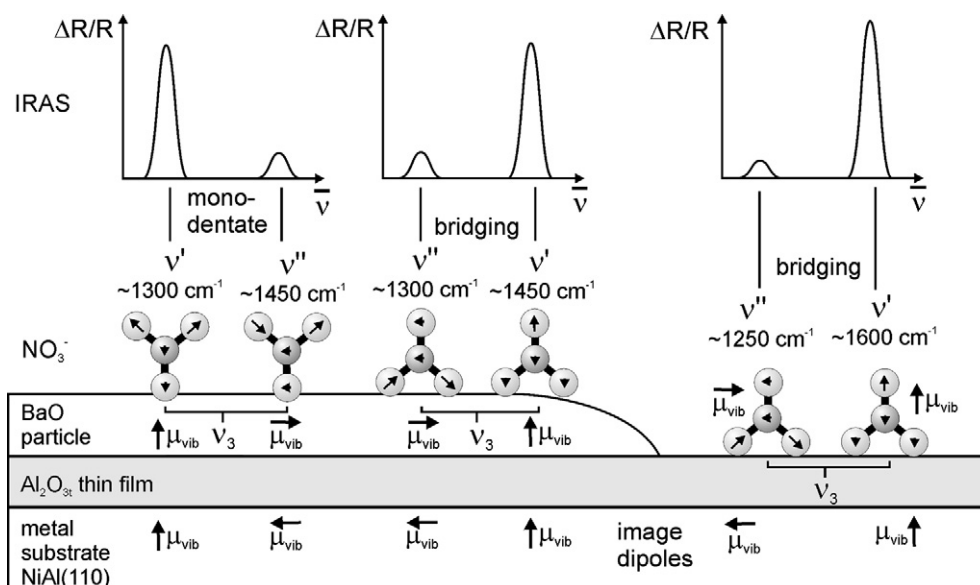 ΔR/R
ΔR/R
ΔR/R
IRAS
ν̄
ν̄
ν̄
mono-
dentate
bridging
bridging
ν'
ν''
ν''
ν'
~1300 cm⁻¹
~1450 cm⁻¹
~1300 cm⁻¹
~1450 cm⁻¹
ν''
ν'
~1250 cm⁻¹
~1600 cm⁻¹
NO₃⁻
BaO
particle
μvib
ν₃
μvib
μvib
ν₃
μvib
μvib
μvib
ν₃
Al₂O₃t thin film
metal
substrate
NiAl(110)
μvib
μvib
μvib
μvib
image
dipoles
μvib
μvib